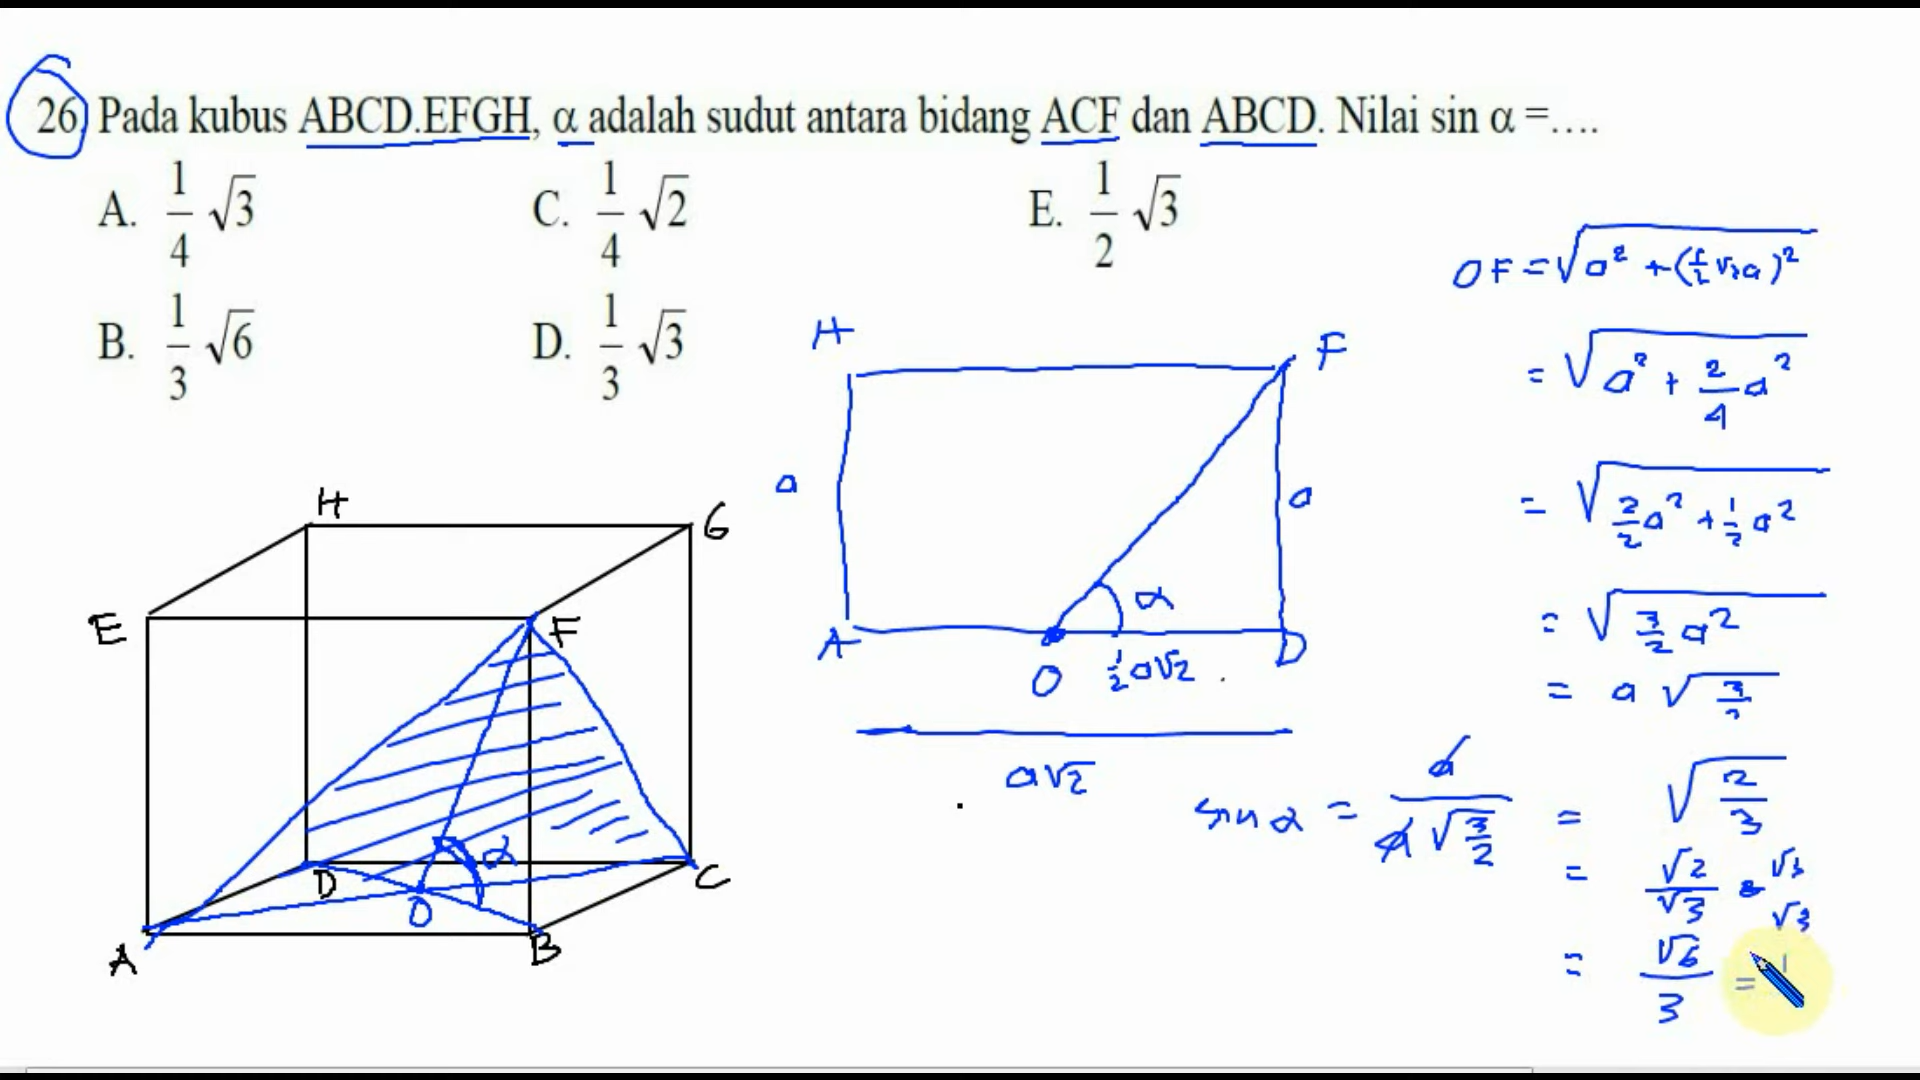 26. Pada kubus ABCD.EFGH, α adalah sudut antara bidang ACF dan ABCD. Nilai sin α =....
A. 1/4 √3
C. 1/4 √2
E. 1/2 √3
B. 1/3 √6
D. 1/3 √3
H
G
E
F
D
C
O
α
A
B
H
F
a
a
α
A
O
D
1/2 a√2
a√2
OF = √(a² + (1/2 √2 a)²)
= √(a² + 2/4 a²)
= √(2/2 a² + 1/2 a²)
= √(3/2 a²)
= a √(3/2)
sin α = a / (a √(3/2)) = √(2/3)
= √2/√3 · √3/√3
= √6/3 = 1